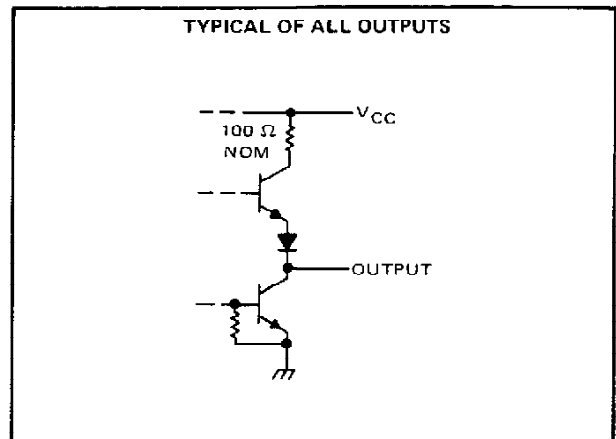 TYPICAL OF ALL OUTPUTS
VCC
100 Ω
NOM
OUTPUT